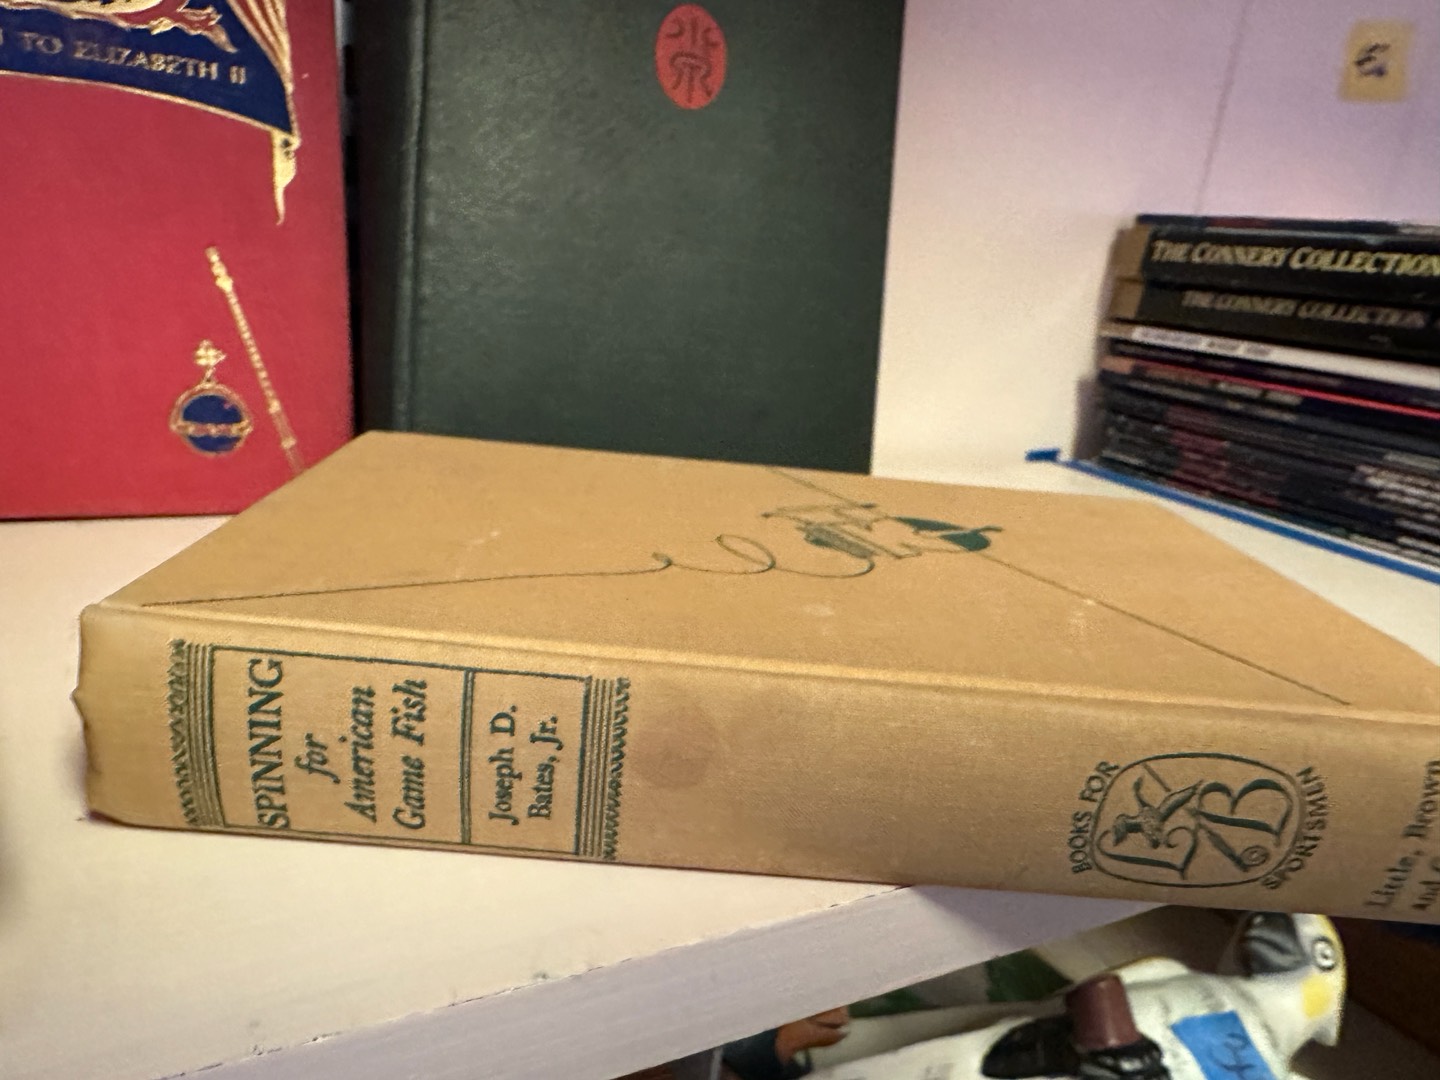 TO ELIZABETH II
THE CONNERY COLLECTION
THE CONNERY COLLECTION
SPINNING
for
American
Game Fish
Joseph D.
Bates, Jr.
BOOKS FOR
LB
SPORTSMEN
Little, Brown
and